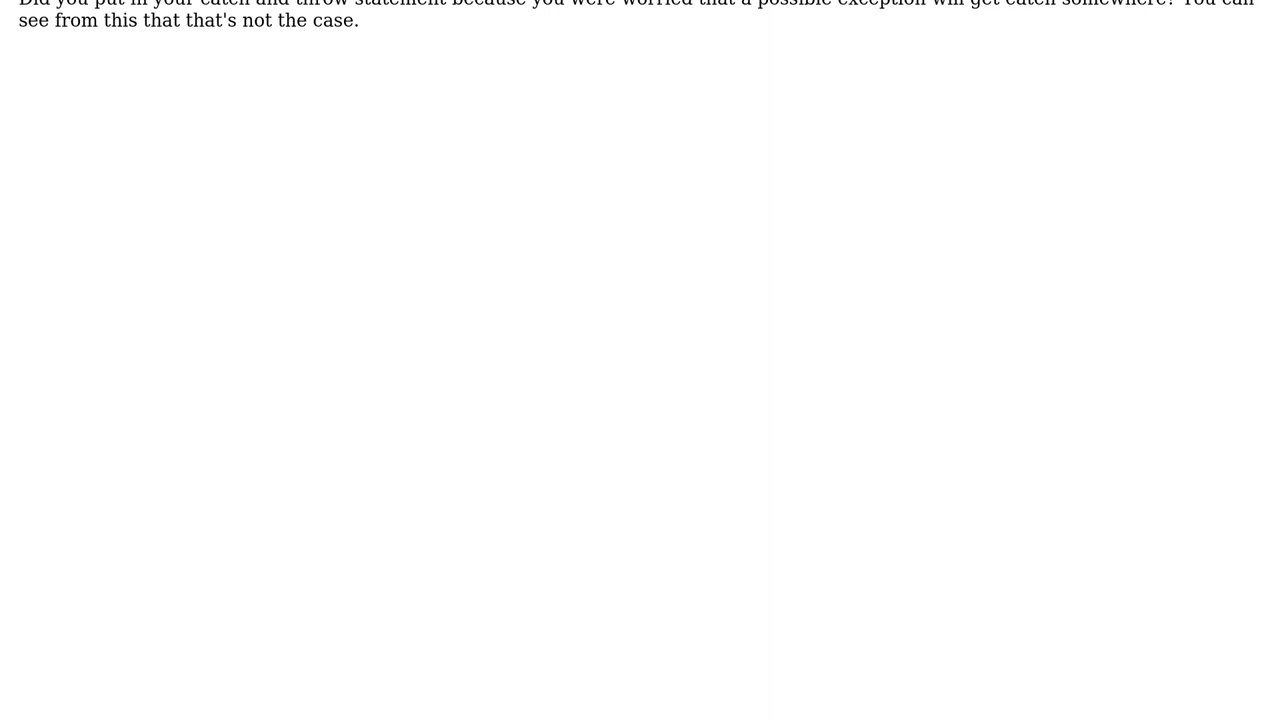 Did you put in your catch and throw statement because you were worried that a possible exception will get catch somewhere? You can
see from this that that's not the case.